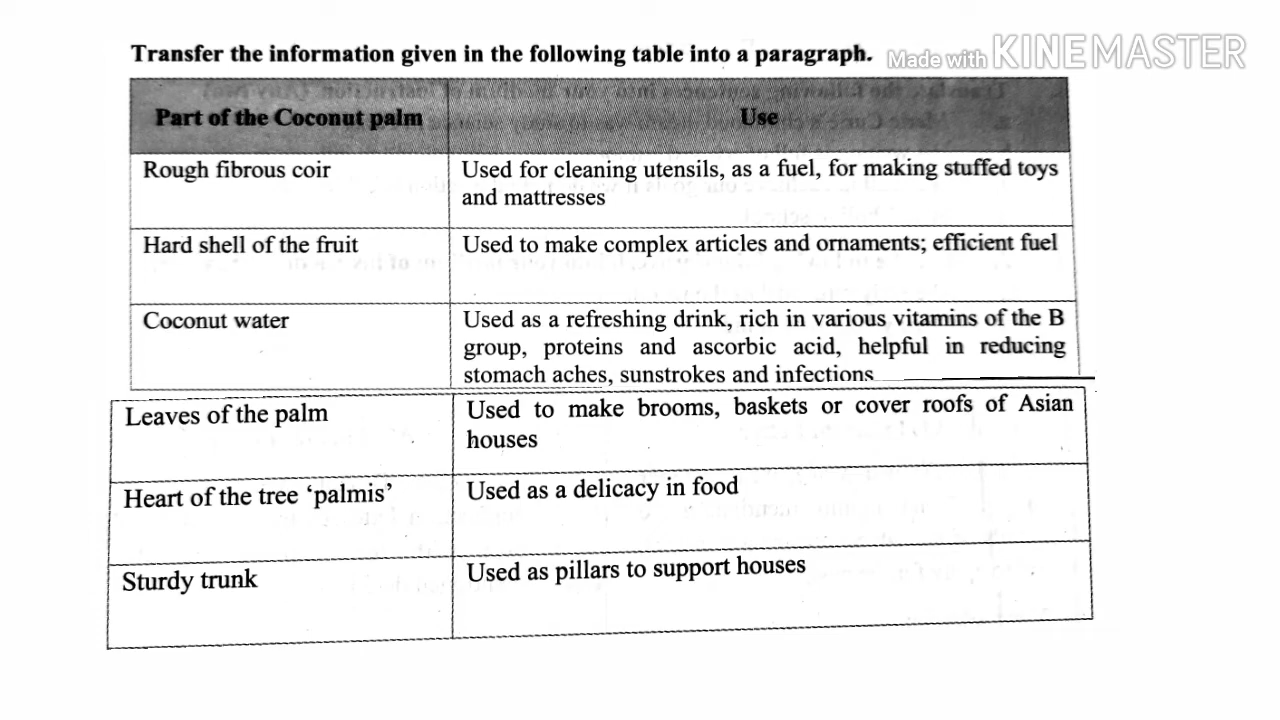 Transfer the information given in the following table into a paragraph.
Made with KINEMASTER
Part of the Coconut palm Use
Rough fibrous coir Used for cleaning utensils, as a fuel, for making stuffed toys
and mattresses
Hard shell of the fruit Used to make complex articles and ornaments; efficient fuel
Coconut water Used as a refreshing drink, rich in various vitamins of the B
group, proteins and ascorbic acid, helpful in reducing
stomach aches, sunstrokes and infections
Leaves of the palm Used to make brooms, baskets or cover roofs of Asian
houses
Heart of the tree ‘palmis’ Used as a delicacy in food
Sturdy trunk Used as pillars to support houses